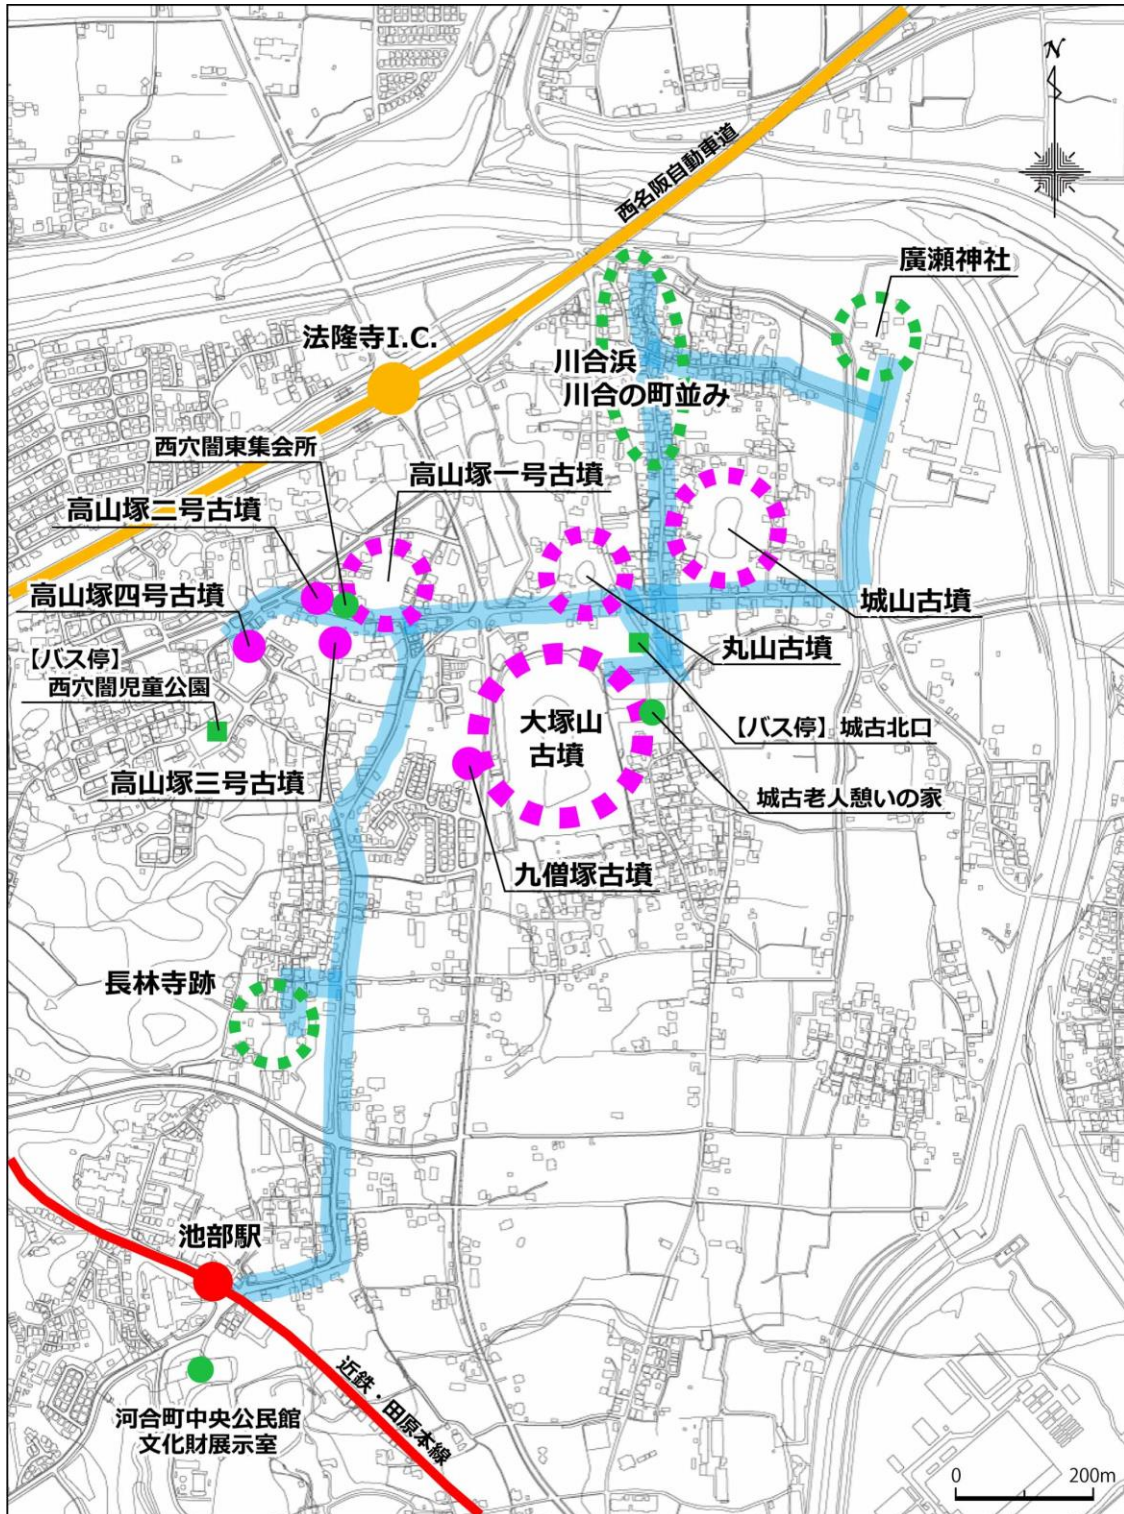 N
西名阪自動車道
廣瀬神社
法隆寺I.C.
川合浜
川合の町並み
西穴闇東集会所
高山塚一号古墳
高山塚二号古墳
高山塚四号古墳
城山古墳
丸山古墳
【バス停】
西穴闇児童公園
大塚山
古墳
【バス停】城古北口
高山塚三号古墳
城古老人憩いの家
九僧塚古墳
長林寺跡
池部駅
近鉄・田原本線
河合町中央公民館
文化財展示室
0 200m